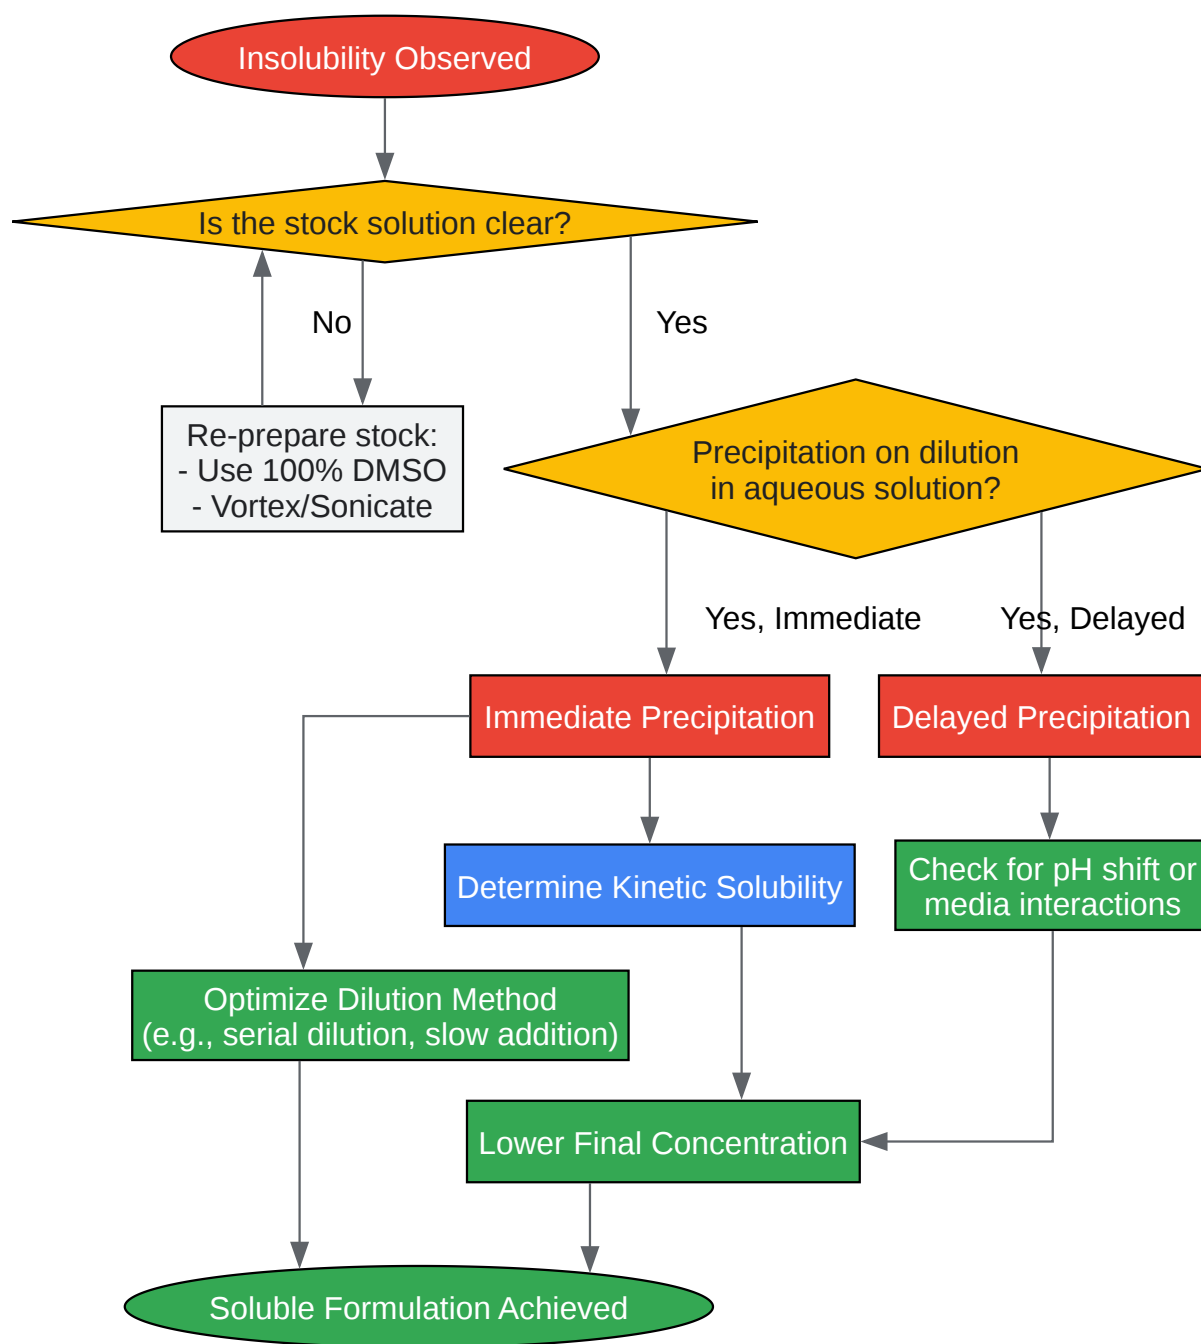 Insolubility Observed
Is the stock solution clear?
No
Yes
Re-prepare stock:
- Use 100% DMSO
- Vortex/Sonicate
Precipitation on dilution
in aqueous solution?
Yes, Immediate
Yes, Delayed
Immediate Precipitation
Delayed Precipitation
Determine Kinetic Solubility
Check for pH shift or
media interactions
Optimize Dilution Method
(e.g., serial dilution, slow addition)
Lower Final Concentration
Soluble Formulation Achieved